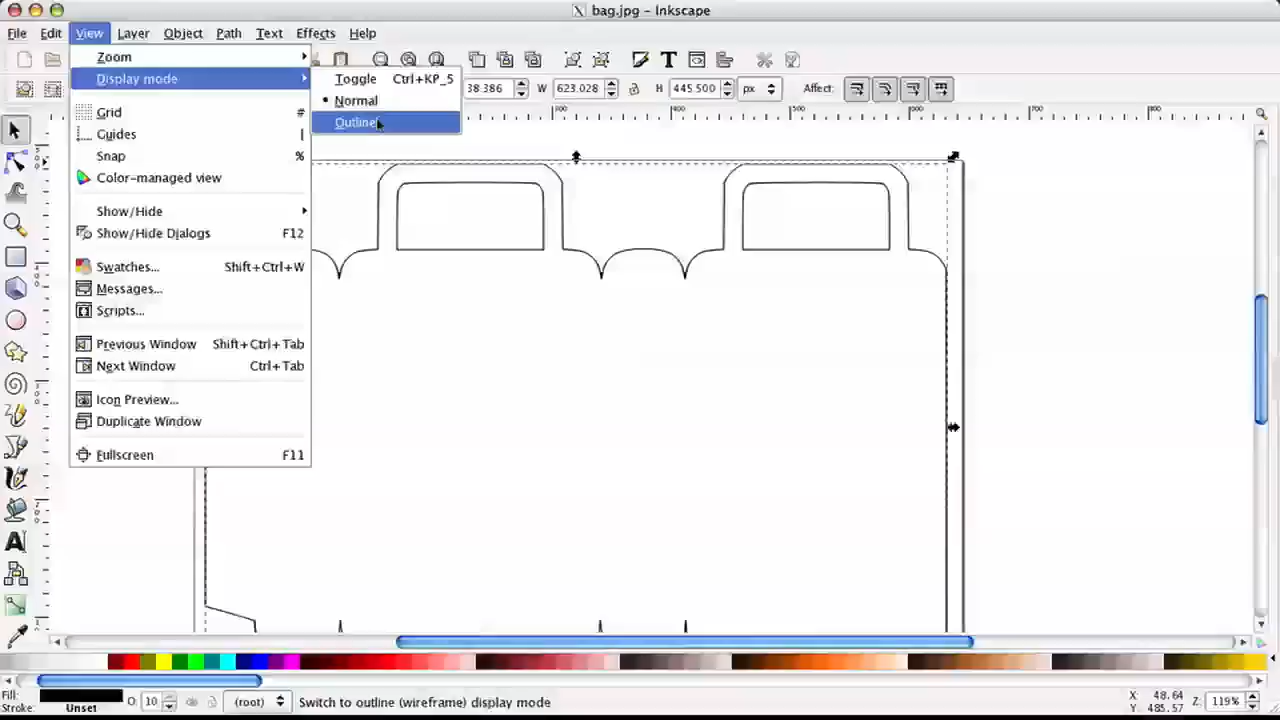 bag.jpg - Inkscape
File Edit View Layer Object Path Text Effects Help
Zoom
Display mode
Toggle Ctrl+KP_5
Normal
Outline
38.386 W 623.028 H 445.500 px Affect:
Grid #
Guides |
Snap %
Color-managed view
Show/Hide
Show/Hide Dialogs F12
Swatches... Shift+Ctrl+W
Messages...
Scripts...
Previous Window Shift+Ctrl+Tab
Next Window Ctrl+Tab
Icon Preview...
Duplicate Window
Fullscreen F11
Fill:
Stroke: Unset
O: 10 (root) Switch to outline (wireframe) display mode
X: 48.64
Y: 485.57
Z: 119%